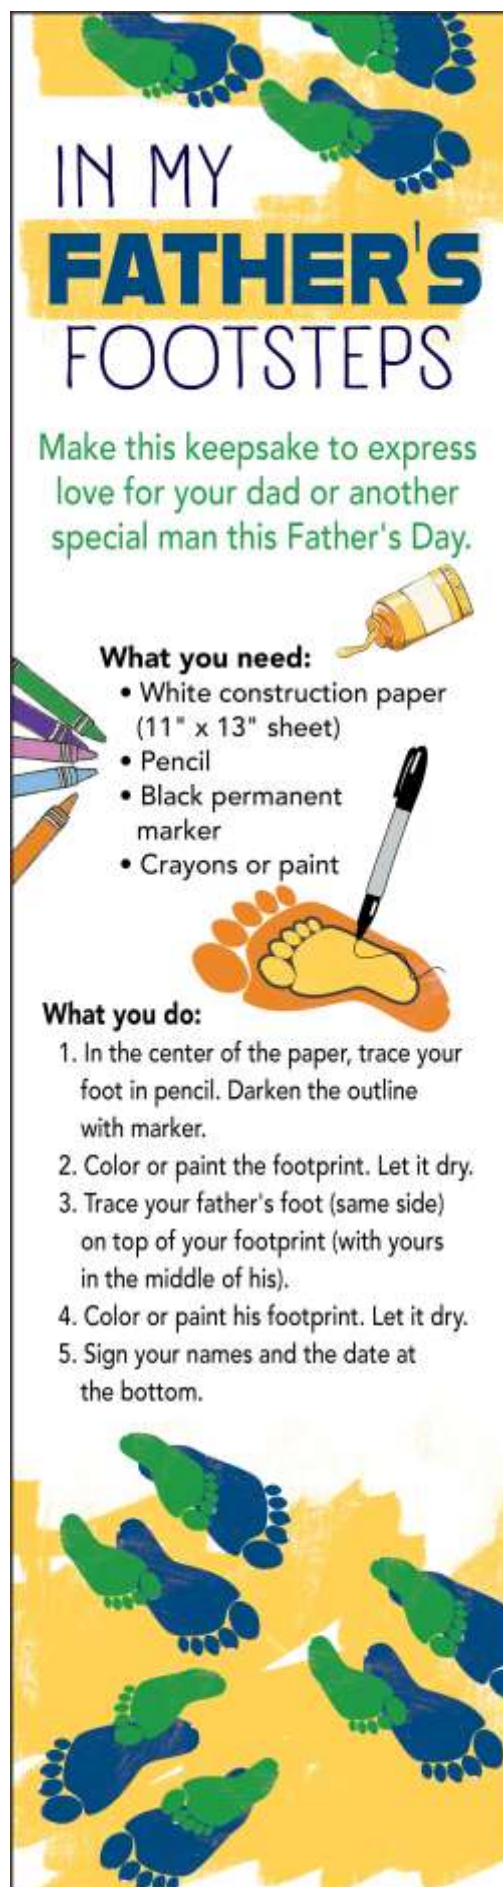 IN MY
FATHER'S
FOOTSTEPS
Make this keepsake to express
love for your dad or another
special man this Father's Day.
What you need:
• White construction paper
(11" x 13" sheet)
• Pencil
• Black permanent
marker
• Crayons or paint
What you do:
1. In the center of the paper, trace your
foot in pencil. Darken the outline
with marker.
2. Color or paint the footprint. Let it dry.
3. Trace your father's foot (same side)
on top of your footprint (with yours
in the middle of his).
4. Color or paint his footprint. Let it dry.
5. Sign your names and the date at
the bottom.